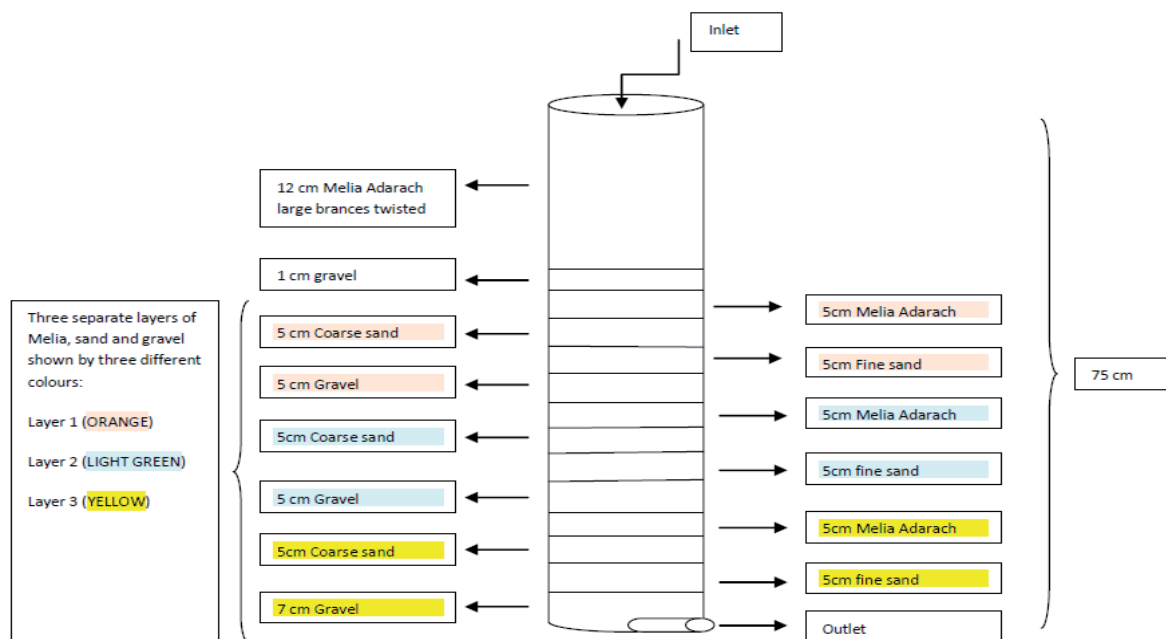 Inlet
12 cm Melia Adarach
large brances twisted
1 cm gravel
Three separate layers of
Melia, sand and gravel
shown by three different
colours:
Layer 1 (ORANGE)
Layer 2 (LIGHT GREEN)
Layer 3 (YELLOW)
5 cm Coarse sand
5 cm Gravel
5cm Coarse sand
5 cm Gravel
5cm Coarse sand
7 cm Gravel
5cm Melia Adarach
5cm Fine sand
5cm Melia Adarach
5cm fine sand
5cm Melia Adarach
5cm fine sand
Outlet
75 cm